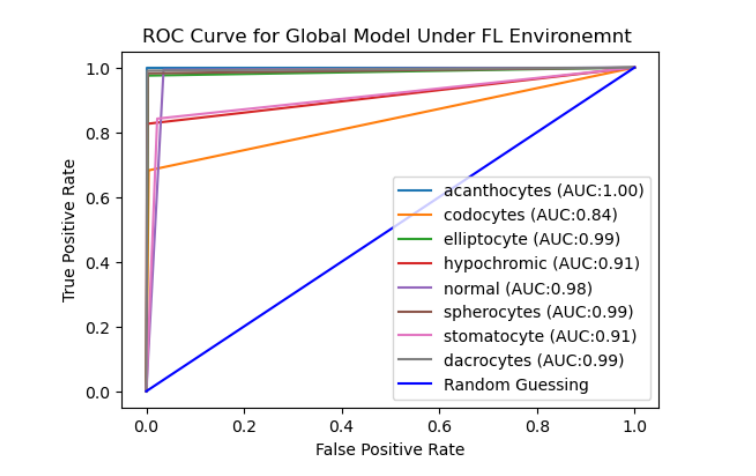 ROC Curve for Global Model Under FL Environemnt
1.0
0.8
0.6
0.4
0.2
0.0
True Positive Rate
acanthocytes (AUC:1.00)
codocytes (AUC:0.84)
elliptocyte (AUC:0.99)
hypochromic (AUC:0.91)
normal (AUC:0.98)
spherocytes (AUC:0.99)
stomatocyte (AUC:0.91)
dacrocytes (AUC:0.99)
Random Guessing
0.0 0.2 0.4 0.6 0.8 1.0
False Positive Rate